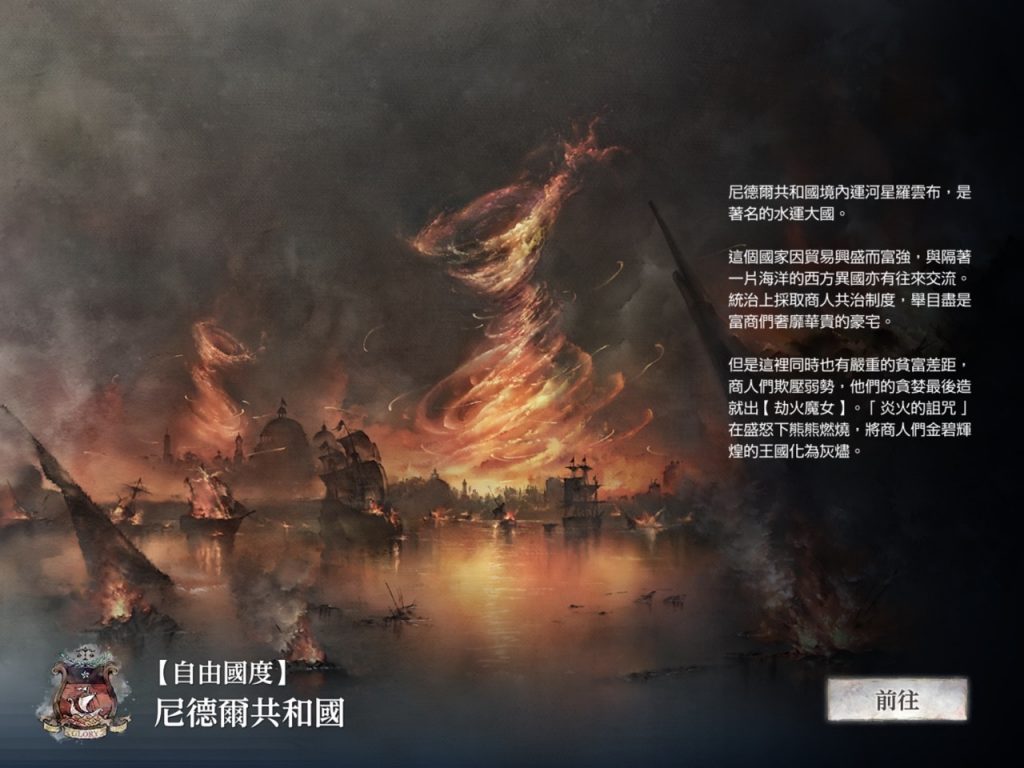 尼德爾共和國境內運河星羅雲布，是
著名的水運大國。
這個國家因貿易興盛而富強，與隔著
一片海洋的西方異國亦有往來交流。
統治上採取商人共治制度，舉目盡是
富商們奢靡華貴的豪宅。
但是這裡同時也有嚴重的貧富差距，
商人們欺壓弱勢，他們的貪婪最後造
就出【劫火魔女】。「炎火的詛咒」
在盛怒下熊熊燃燒，將商人們金碧輝
煌的王國化為灰燼。
【自由國度】
尼德爾共和國
GLORY
前往